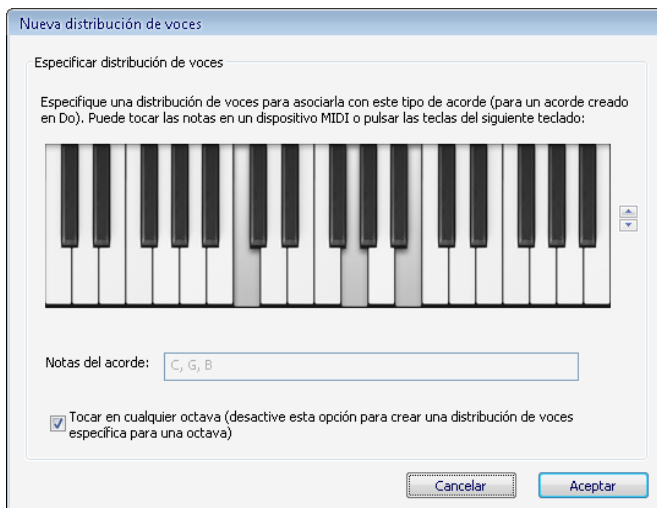 Nueva distribución de voces
Especificar distribución de voces
Especifique una distribución de voces para asociarla con este tipo de acorde (para un acorde creado
en Do). Puede tocar las notas en un dispositivo MIDI o pulsar las teclas del siguiente teclado:
Notas del acorde: C, G, B
Tocar en cualquier octava (desactive esta opción para crear una distribución de voces
específica para una octava)
Cancelar Aceptar